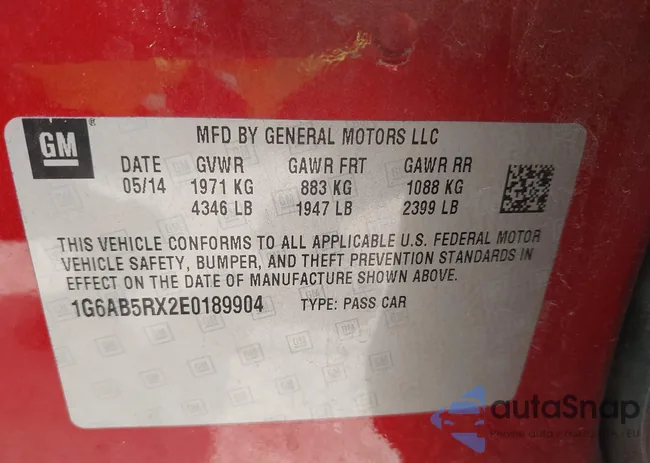 GM
®
MFD BY GENERAL MOTORS LLC
DATE GVWR GAWR FRT GAWR RR
05/14 1971 KG 883 KG 1088 KG
4346 LB 1947 LB 2399 LB
THIS VEHICLE CONFORMS TO ALL APPLICABLE U.S. FEDERAL MOTOR
VEHICLE SAFETY, BUMPER, AND THEFT PREVENTION STANDARDS IN
EFFECT ON THE DATE OF MANUFACTURE SHOWN ABOVE.
1G6AB5RX2E0189904 TYPE: PASS CAR
autoSnap